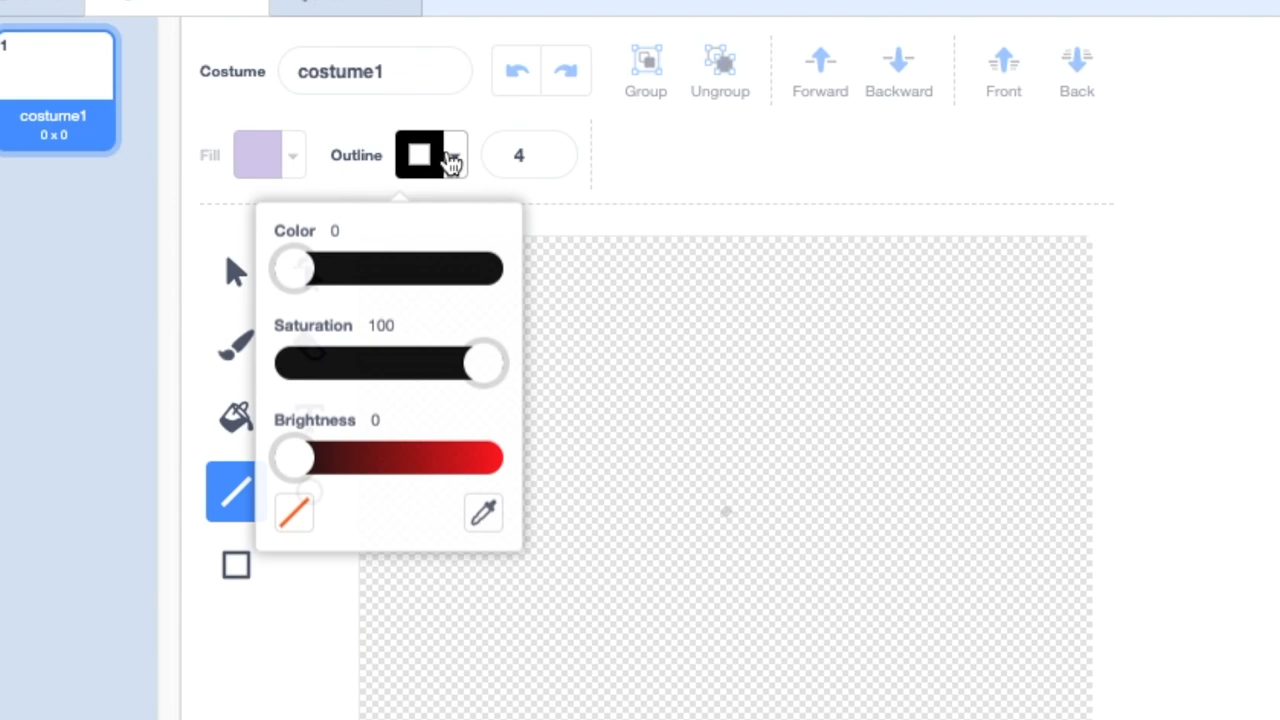 1
costume1
0 x 0
Costume costume1
Group Ungroup Forward Backward Front Back
Fill Outline 4
Color 0
Saturation 100
Brightness 0